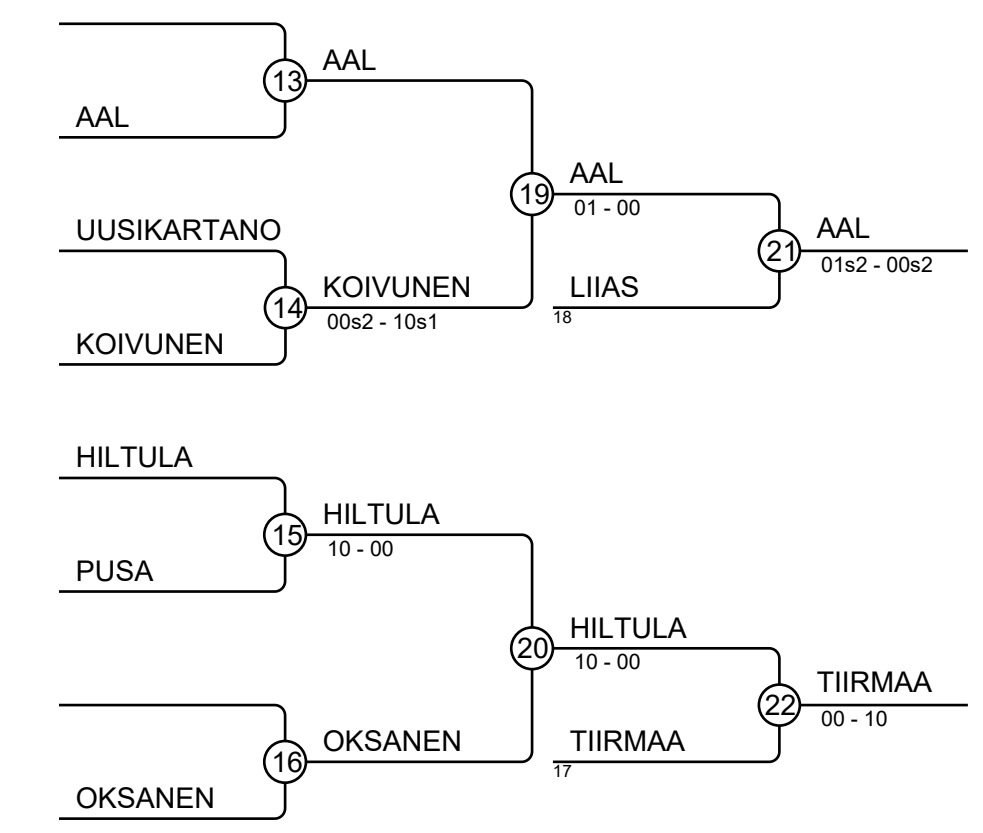 AAL
13
AAL
UUSIKARTANO
14
KOIVUNEN
KOIVUNEN
00s2 - 10s1
19
AAL
01 - 00
LIIAS
18
21
AAL
01s2 - 00s2
HILTULA
15
PUSA
HILTULA
10 - 00
16
OKSANEN
OKSANEN
20
HILTULA
10 - 00
TIIRMAA
17
22
TIIRMAA
00 - 10